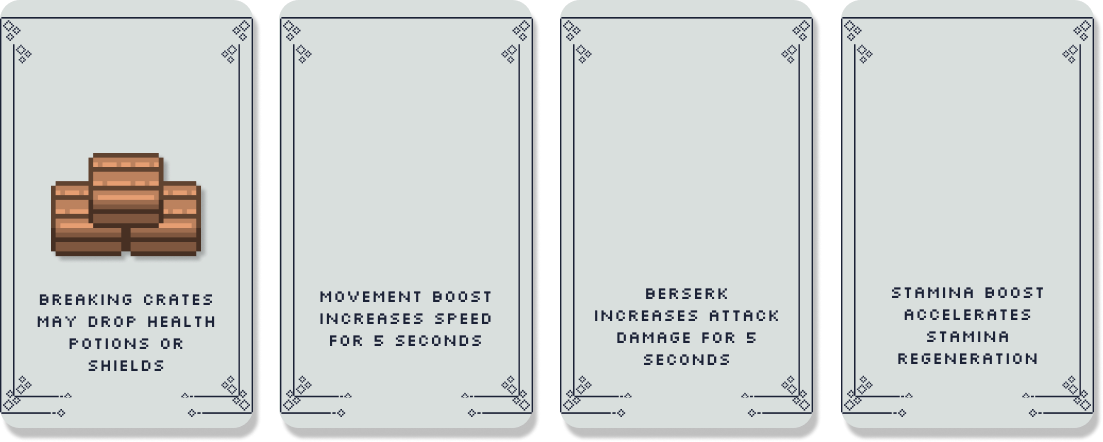 BREAKING CRATES
MAY DROP HEALTH
POTIONS OR
SHIELDS
MOVEMENT BOOST
INCREASES SPEED
FOR 5 SECONDS
BERSERK
INCREASES ATTACK
DAMAGE FOR 5
SECONDS
STAMINA BOOST
ACCELERATES
STAMINA
REGENERATION